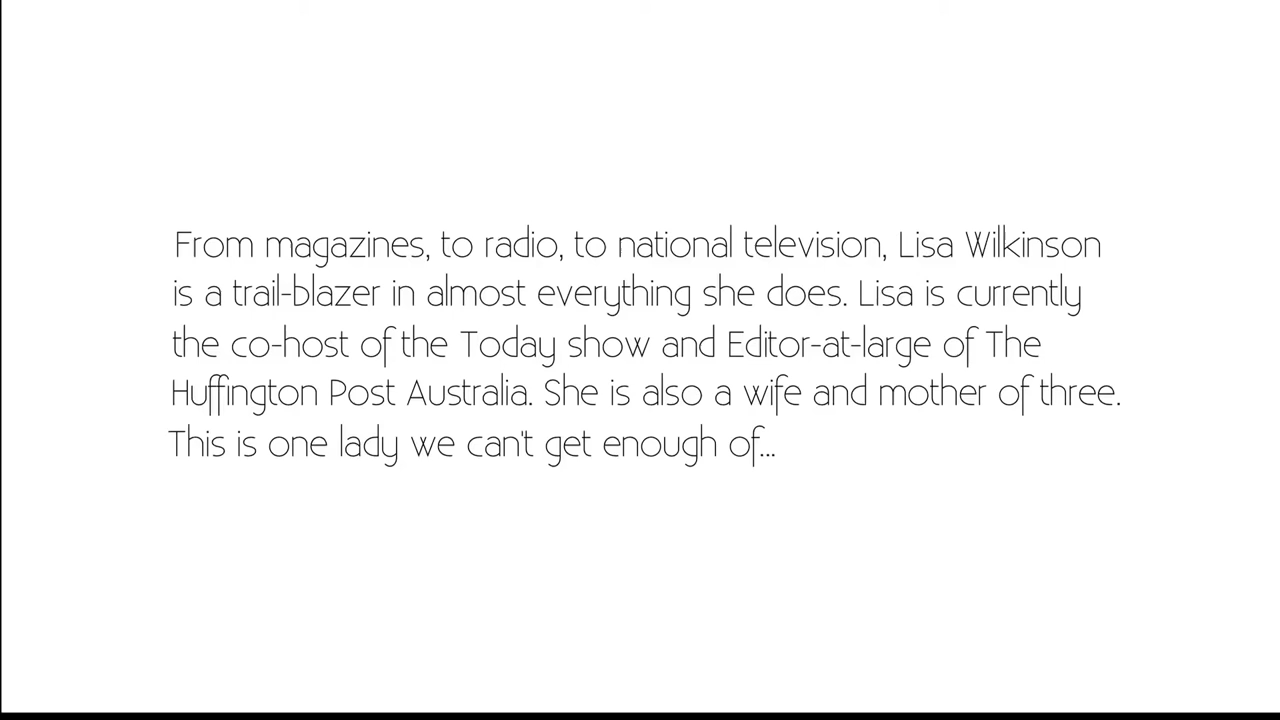 From magazines, to radio, to national television, Lisa Wilkinson
is a trail-blazer in almost everything she does. Lisa is currently
the co-host of the Today show and Editor-at-large of The
Huffington Post Australia. She is also a wife and mother of three.
This is one lady we can't get enough of...